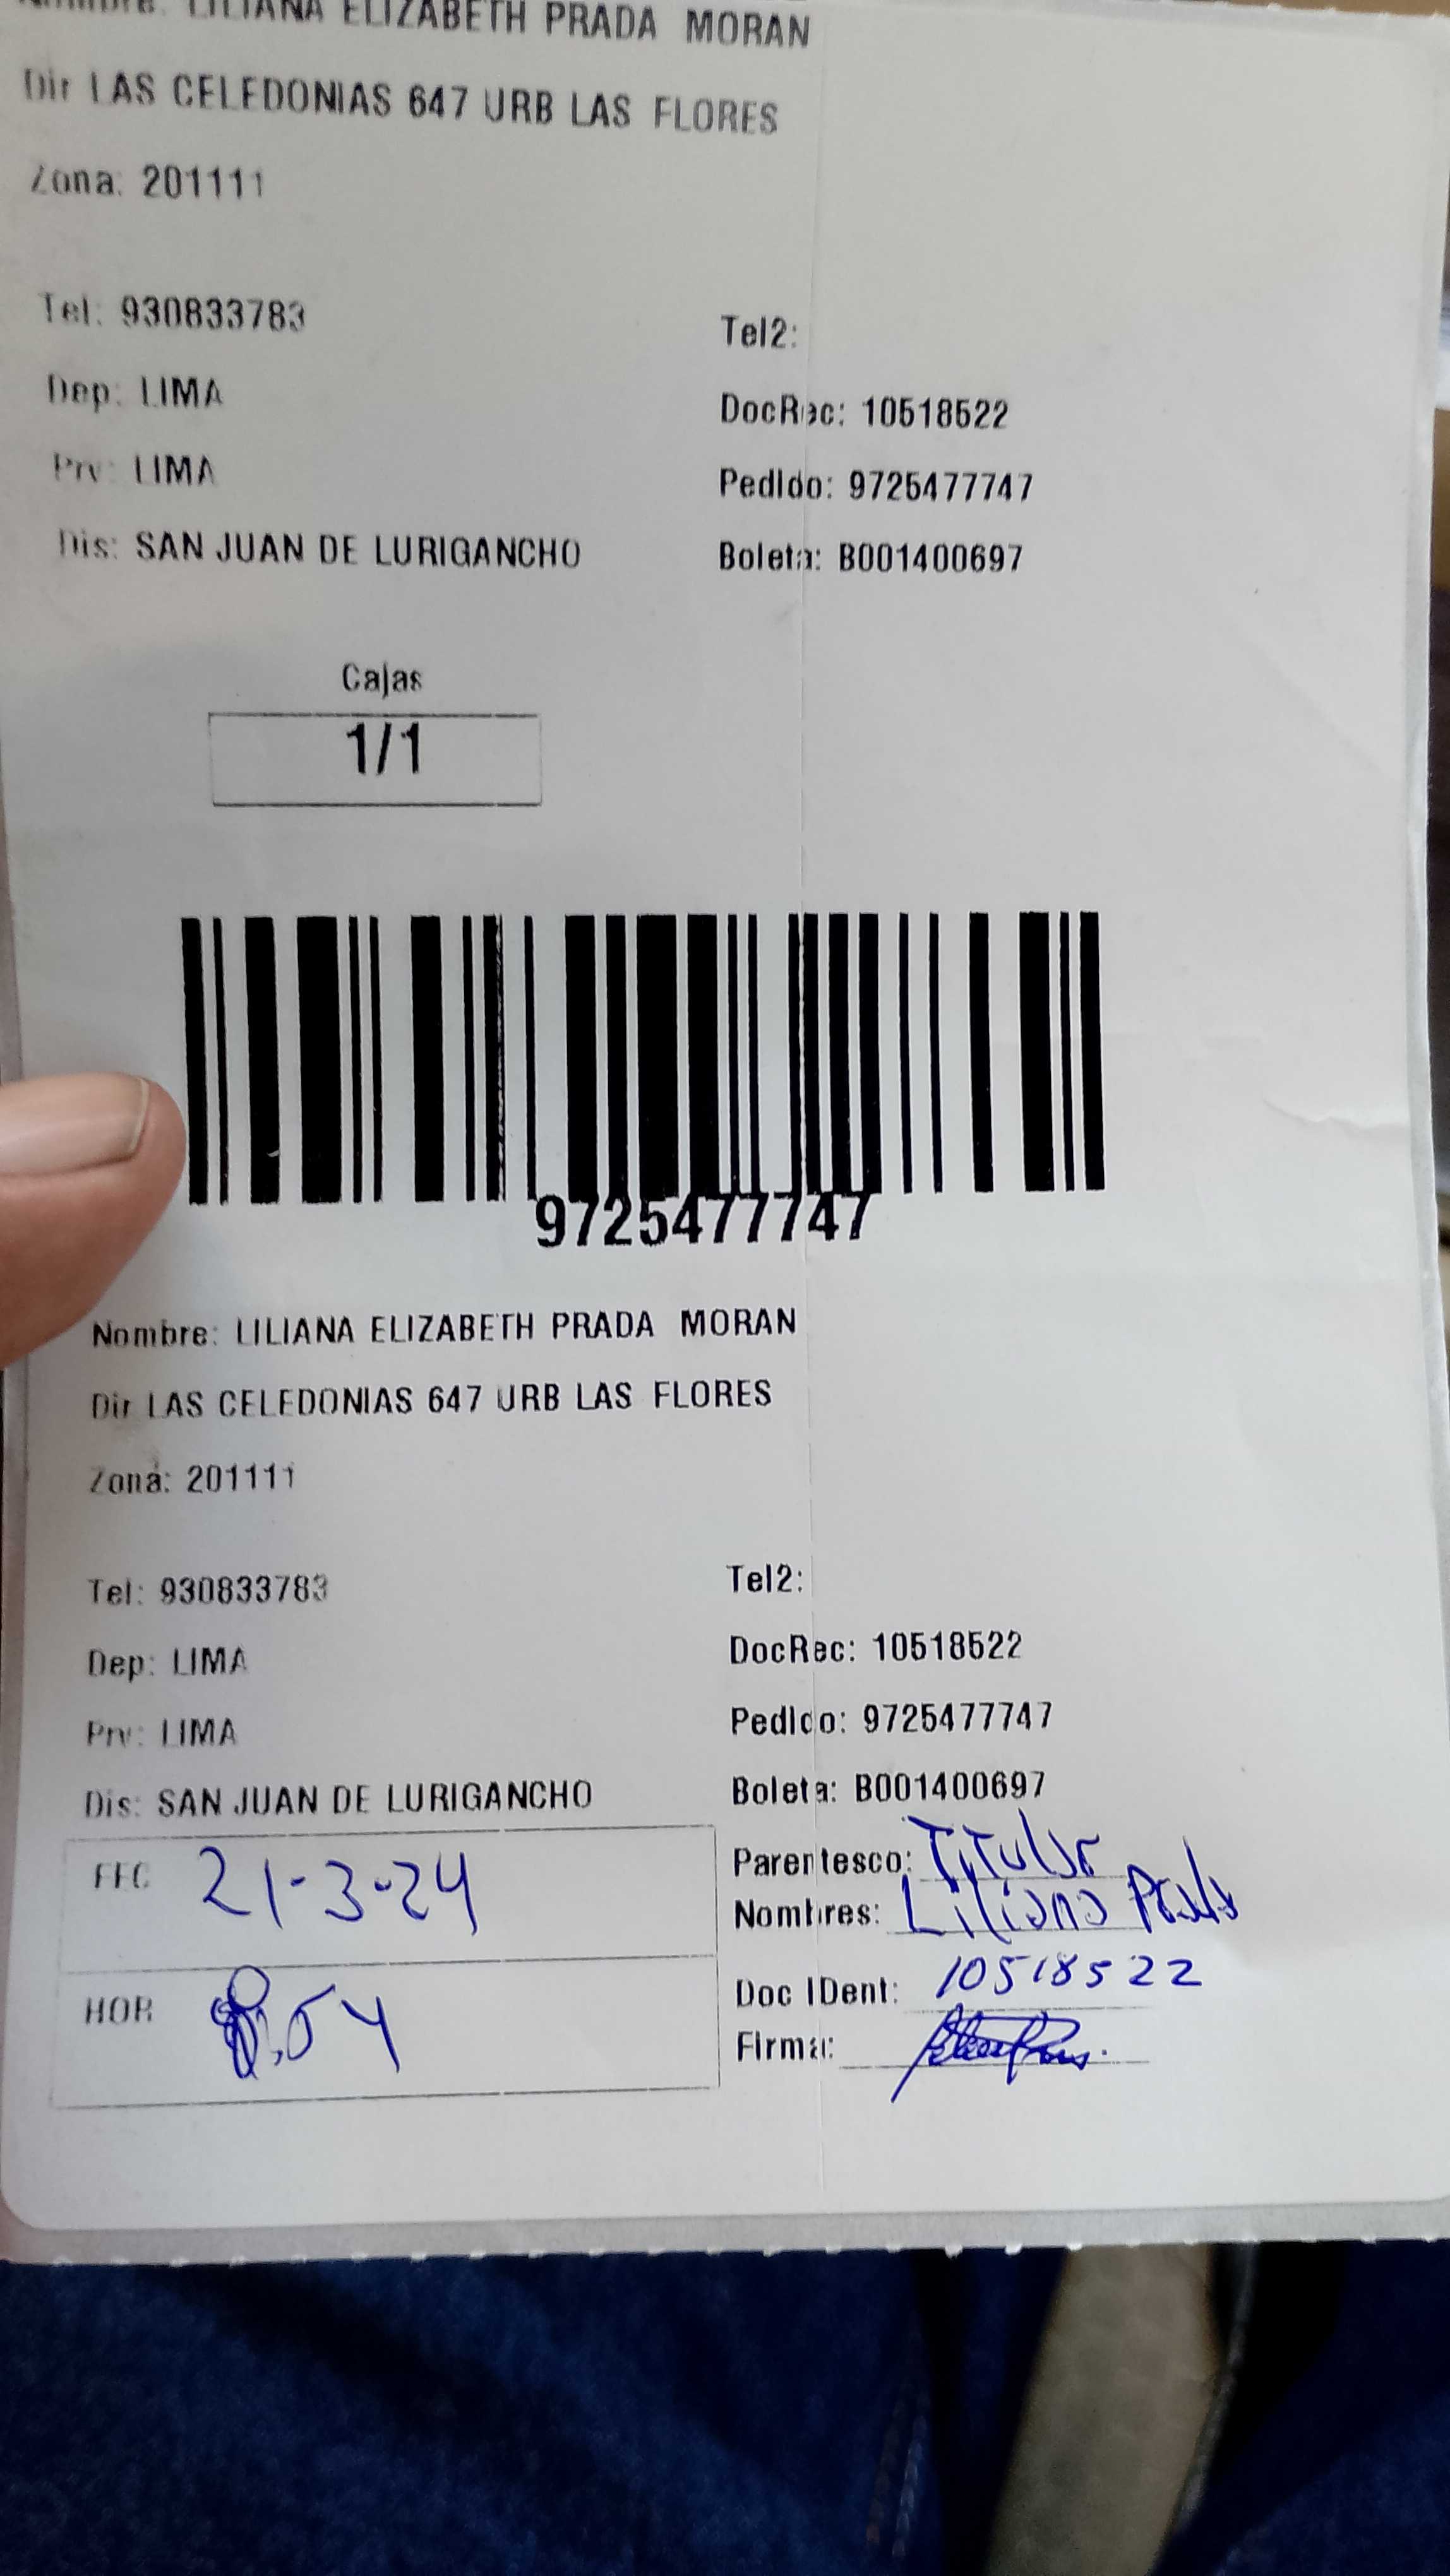 Nombre: LILIANA ELIZABETH PRADA MORAN
Dir LAS CELEDONIAS 647 URB LAS FLORES
Zona: 201111
Tel: 930833783 Tel2:
Dep: LIMA DocRec: 10518522
Prv: LIMA Pedido: 9725477747
Dis: SAN JUAN DE LURIGANCHO Boleta: B001400697
Cajas
1/1
9725477747
Nombre: LILIANA ELIZABETH PRADA MORAN
Dir LAS CELEDONIAS 647 URB LAS FLORES
Zona: 201111
Tel: 930833783 Tel2:
Dep: LIMA DocRec: 10518522
Prv: LIMA Pedido: 9725477747
Dis: SAN JUAN DE LURIGANCHO Boleta: B001400697
FEC 21-3-24 Parentesco: Titular
Nombres: Liliana Prada
HOR Doc IDent: 10518522
Firma: